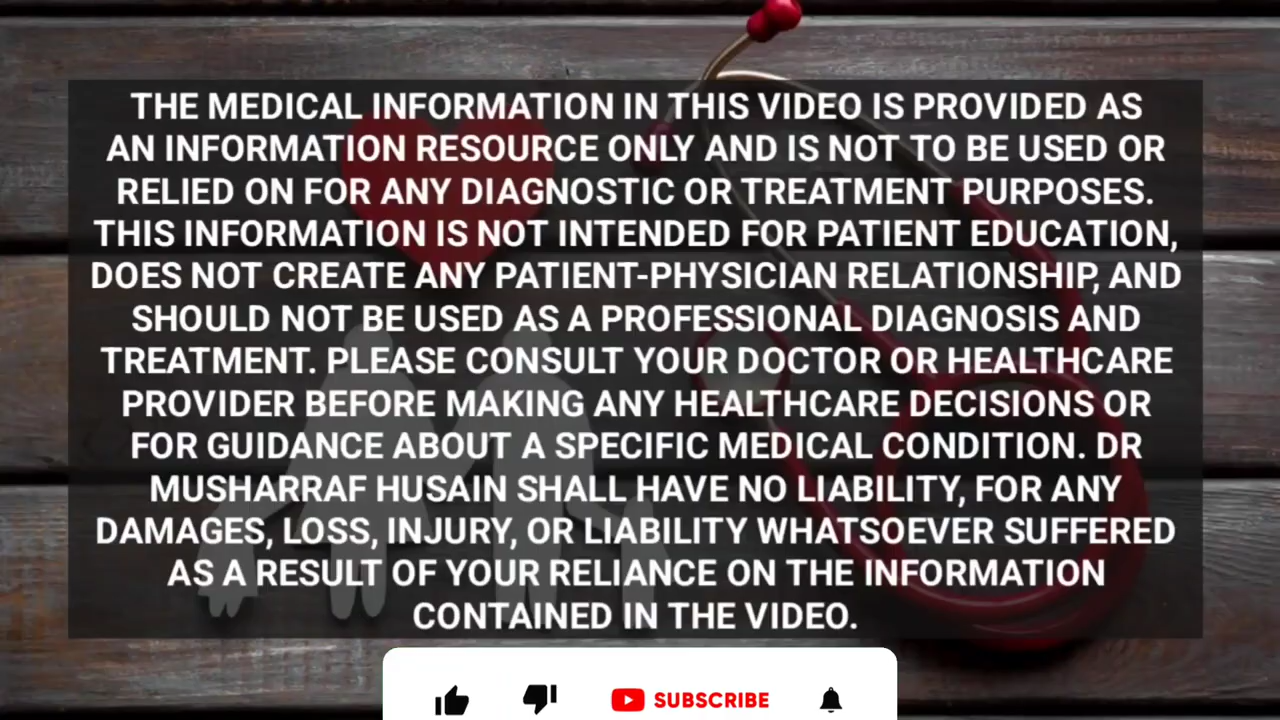 THE MEDICAL INFORMATION IN THIS VIDEO IS PROVIDED AS
AN INFORMATION RESOURCE ONLY AND IS NOT TO BE USED OR
RELIED ON FOR ANY DIAGNOSTIC OR TREATMENT PURPOSES.
THIS INFORMATION IS NOT INTENDED FOR PATIENT EDUCATION,
DOES NOT CREATE ANY PATIENT-PHYSICIAN RELATIONSHIP, AND
SHOULD NOT BE USED AS A PROFESSIONAL DIAGNOSIS AND
TREATMENT. PLEASE CONSULT YOUR DOCTOR OR HEALTHCARE
PROVIDER BEFORE MAKING ANY HEALTHCARE DECISIONS OR
FOR GUIDANCE ABOUT A SPECIFIC MEDICAL CONDITION. DR
MUSHARRAF HUSAIN SHALL HAVE NO LIABILITY, FOR ANY
DAMAGES, LOSS, INJURY, OR LIABILITY WHATSOEVER SUFFERED
AS A RESULT OF YOUR RELIANCE ON THE INFORMATION
CONTAINED IN THE VIDEO.
SUBSCRIBE